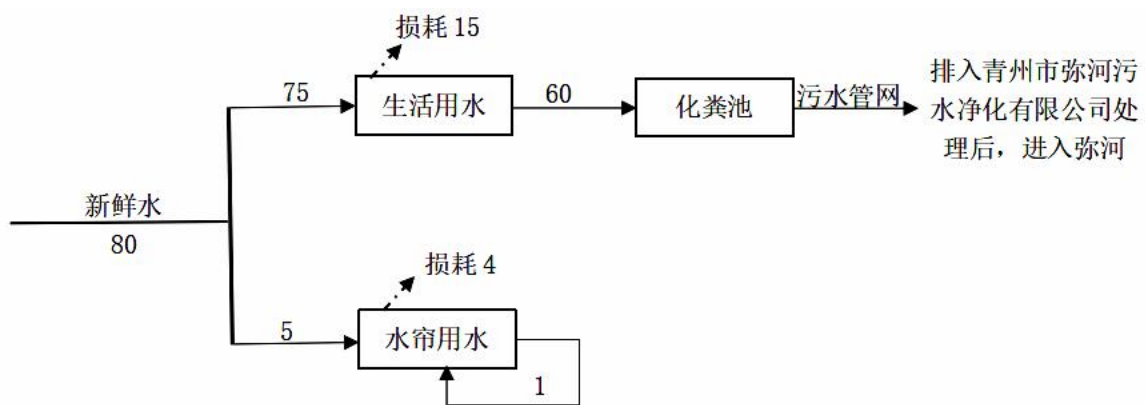 损耗 15
75
生活用水
60
化粪池
污水管网
排入青州市弥河污
水净化有限公司处
理后，进入弥河
新鲜水
80
损耗 4
5
水帘用水
1